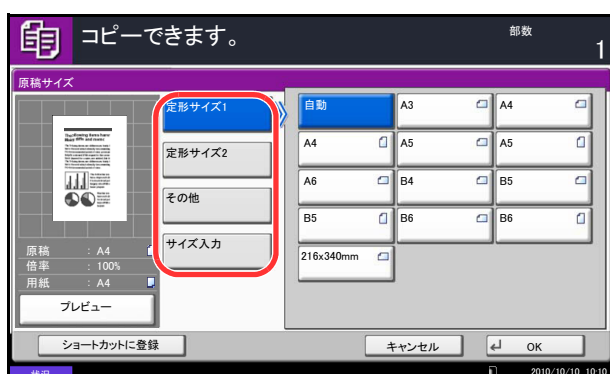 コピーできます。
部数
1
原稿サイズ
定形サイズ1
定形サイズ2
その他
サイズ入力
自動
A3
A4
A4
A5
A5
A6
B4
B5
B5
B6
B6
216x340mm
原稿 : A4
倍率 : 100%
用紙 : A4
プレビュー
ショートカットに登録
キャンセル
OK
状況
2010/10/10 10:10